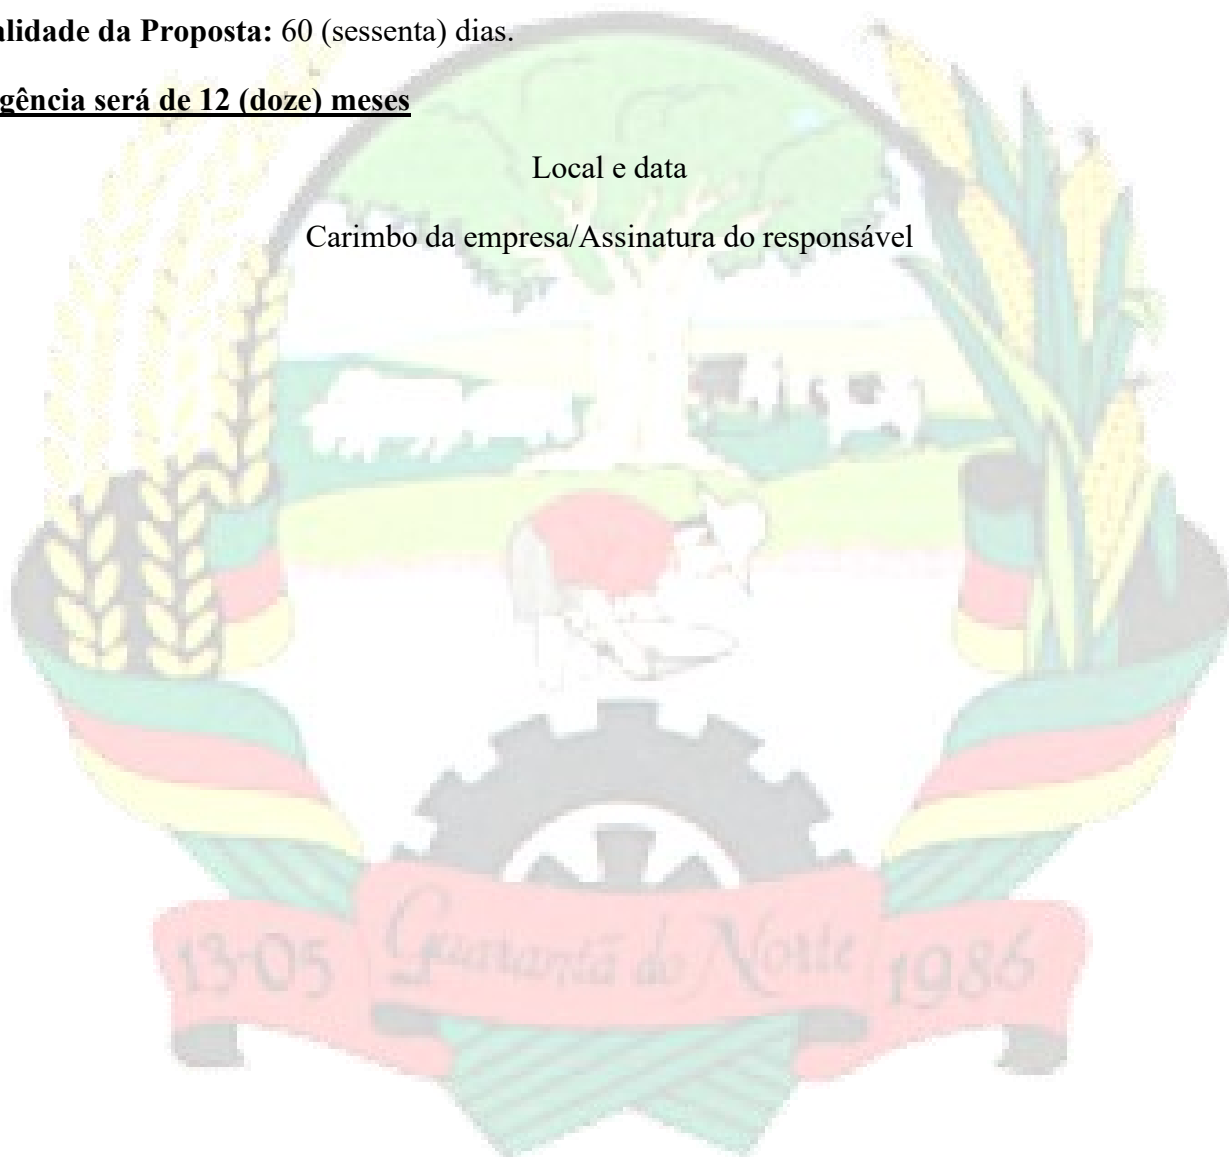 alidade da Proposta: 60 (sessenta) dias.
gência será de 12 (doze) meses
Local e data
Carimbo da empresa/Assinatura do responsável
13-05 Guarantã do Norte 1986